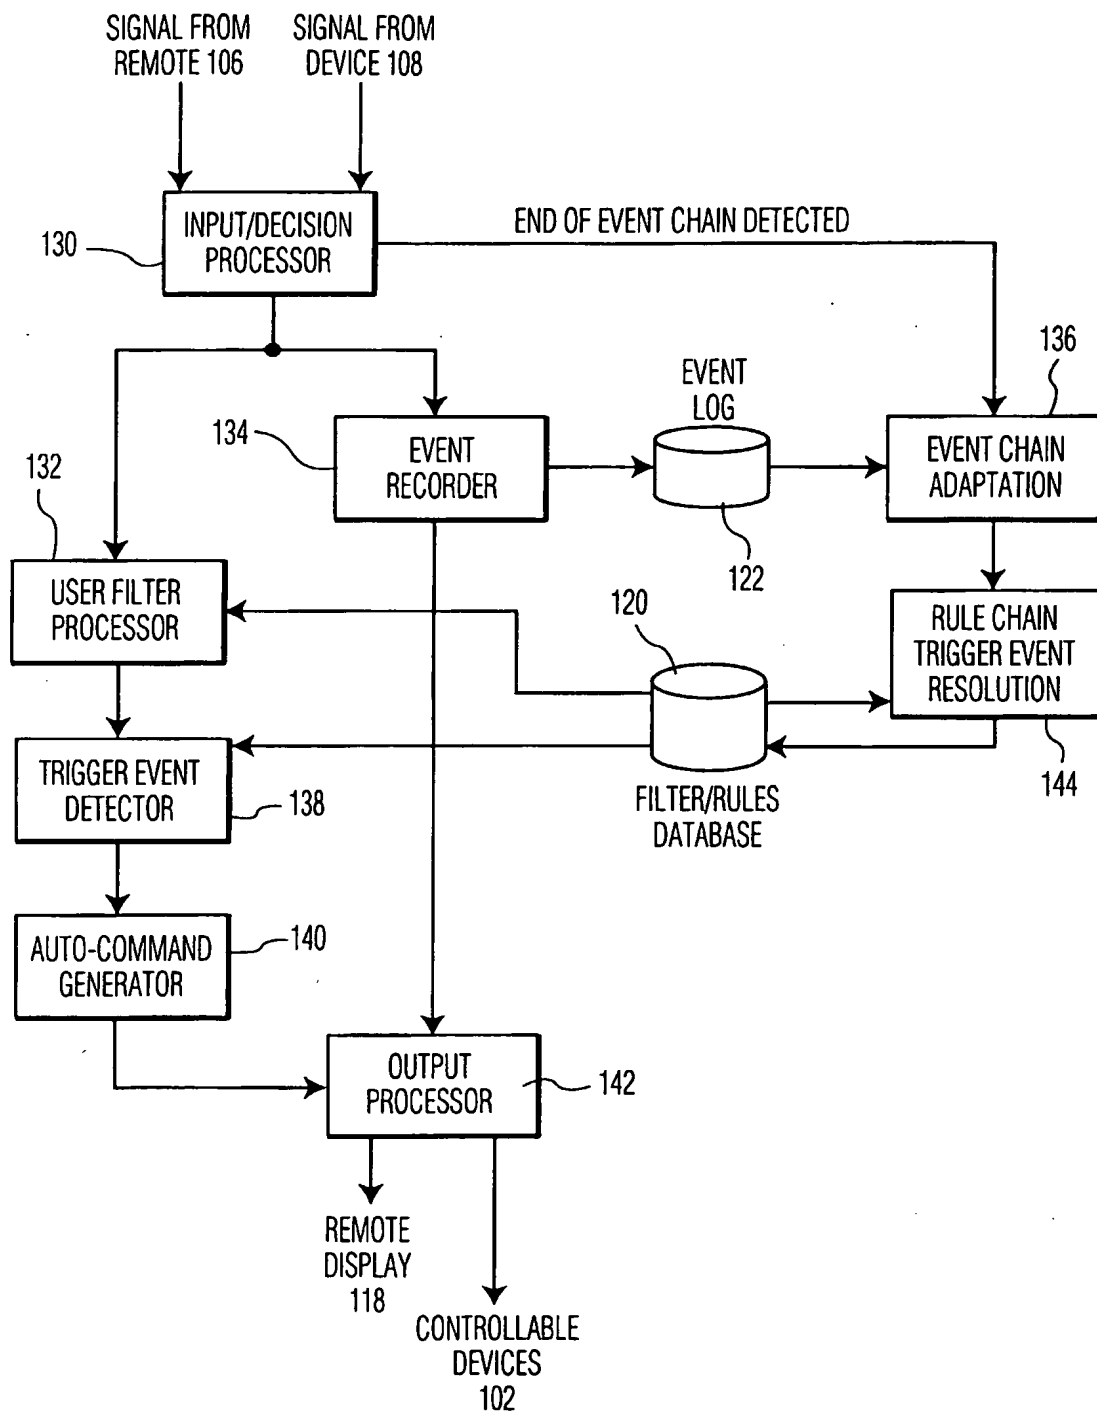 SIGNAL FROM
REMOTE 106
SIGNAL FROM
DEVICE 108
INPUT/DECISION
PROCESSOR
130
END OF EVENT CHAIN DETECTED
136
EVENT
LOG
134
EVENT
RECORDER
EVENT CHAIN
ADAPTATION
132
122
USER FILTER
PROCESSOR
120
RULE CHAIN
TRIGGER EVENT
RESOLUTION
TRIGGER EVENT
DETECTOR
138
144
FILTER/RULES
DATABASE
AUTO-COMMAND
GENERATOR
140
OUTPUT
PROCESSOR
142
REMOTE
DISPLAY
118
CONTROLLABLE
DEVICES
102